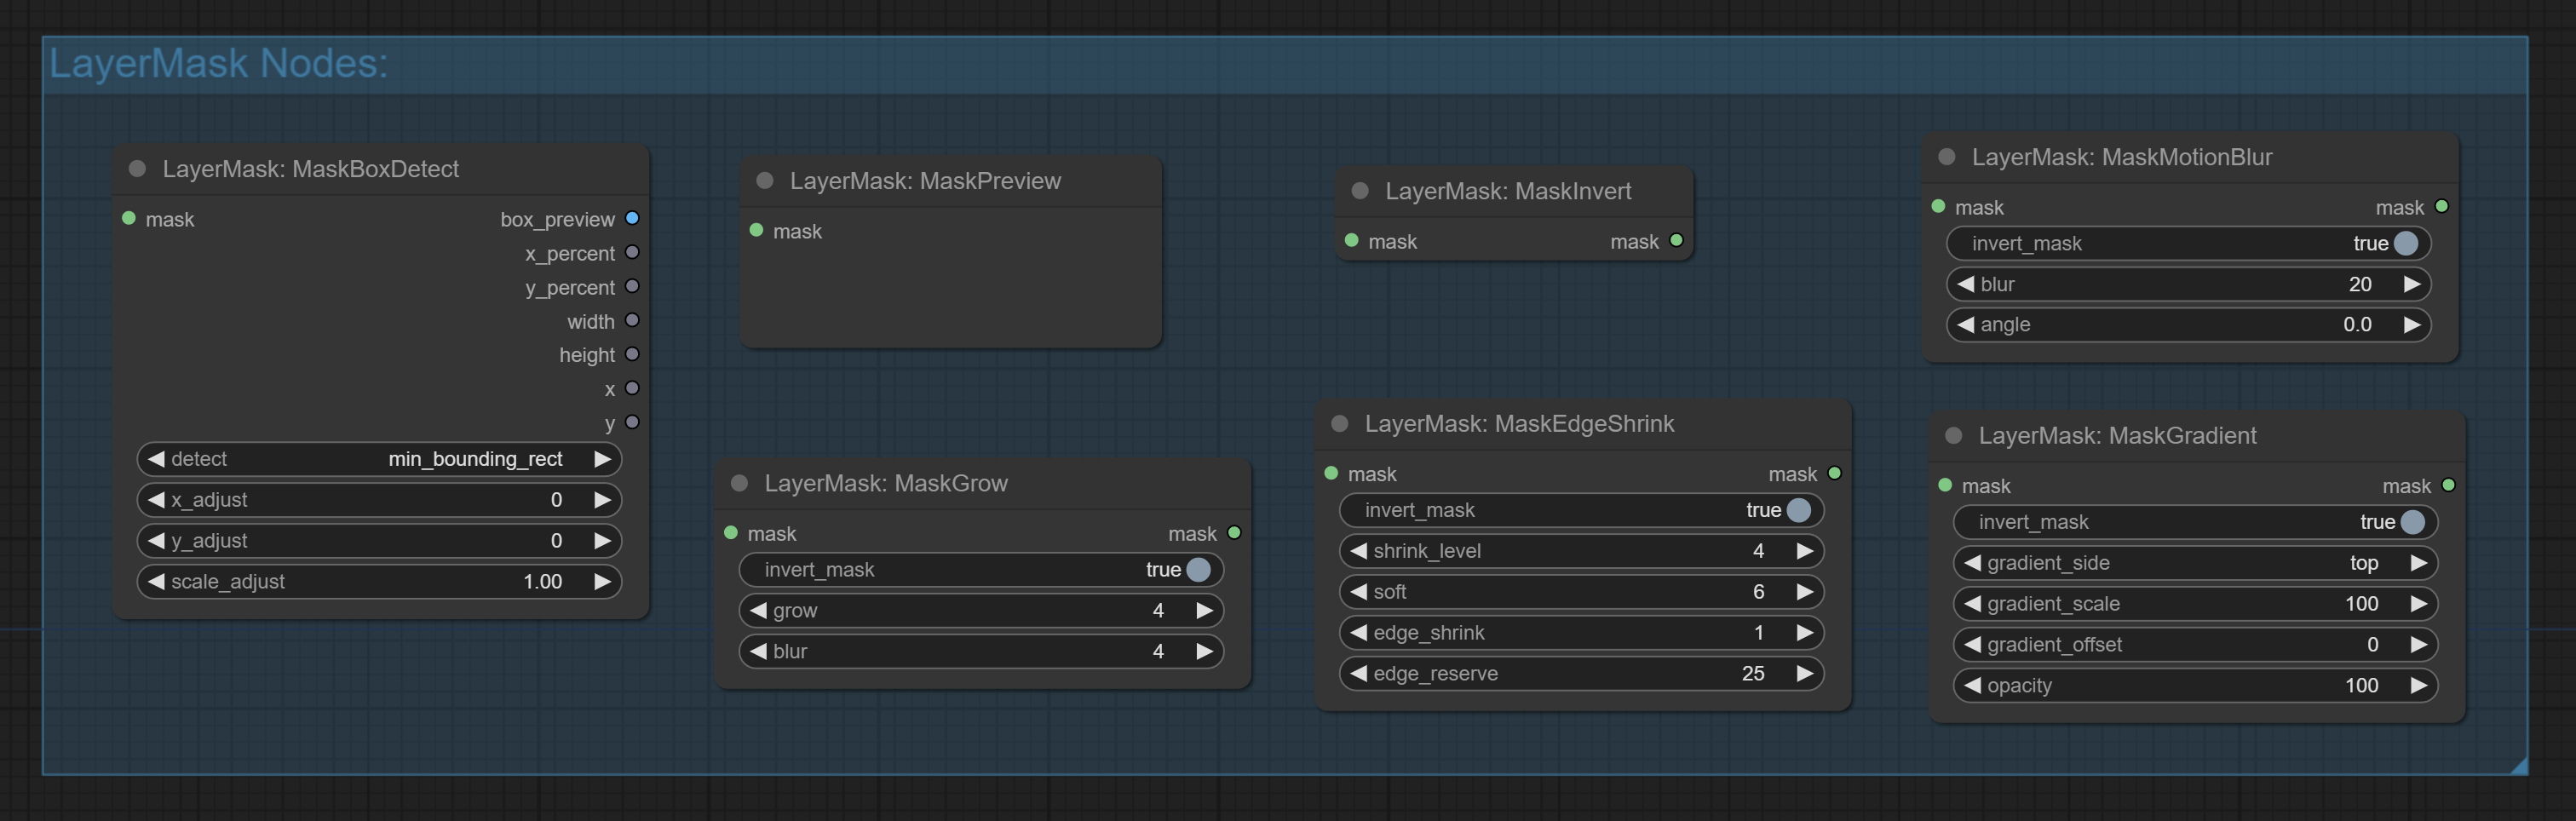 LayerMask Nodes:
LayerMask: MaskBoxDetect
mask box_preview
x_percent
y_percent
width
height
x
y
detect min_bounding_rect
x_adjust 0
y_adjust 0
scale_adjust 1.00
LayerMask: MaskPreview
mask
LayerMask: MaskGrow
mask mask
invert_mask true
grow 4
blur 4
LayerMask: MaskInvert
mask mask
LayerMask: MaskEdgeShrink
mask mask
invert_mask true
shrink_level 4
soft 6
edge_shrink 1
edge_reserve 25
LayerMask: MaskMotionBlur
mask mask
invert_mask true
blur 20
angle 0.0
LayerMask: MaskGradient
mask mask
invert_mask true
gradient_side top
gradient_scale 100
gradient_offset 0
opacity 100